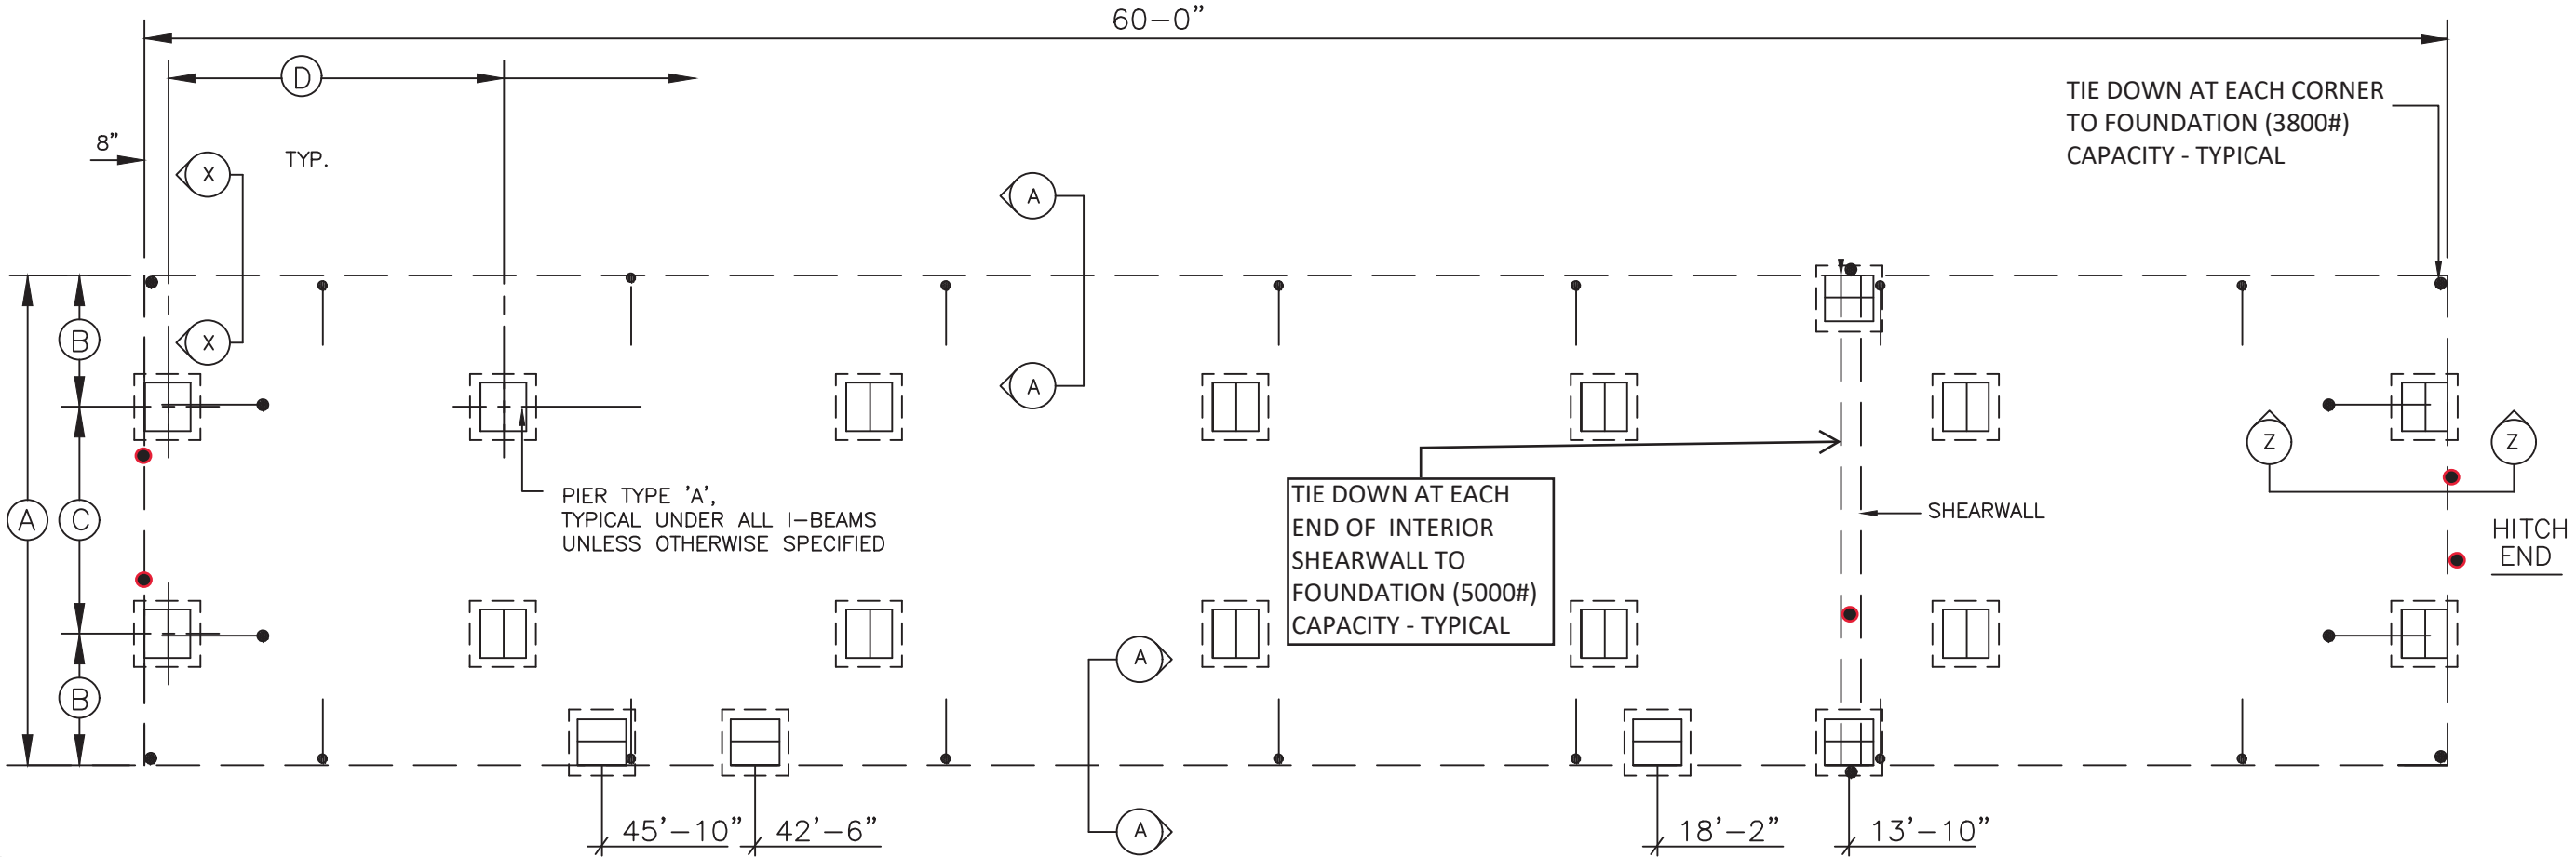 60-0"
D
TIE DOWN AT EACH CORNER
TO FOUNDATION (3800#)
CAPACITY - TYPICAL
8"
TYP.
X
A
B
X
A
Z
Z
PIER TYPE 'A',
TYPICAL UNDER ALL I-BEAMS
UNLESS OTHERWISE SPECIFIED
TIE DOWN AT EACH
END OF INTERIOR
SHEARWALL TO
FOUNDATION (5000#)
CAPACITY - TYPICAL
SHEARWALL
A
C
HITCH
END
A
B
A
45'-10"
42'-6"
18'-2"
13'-10"